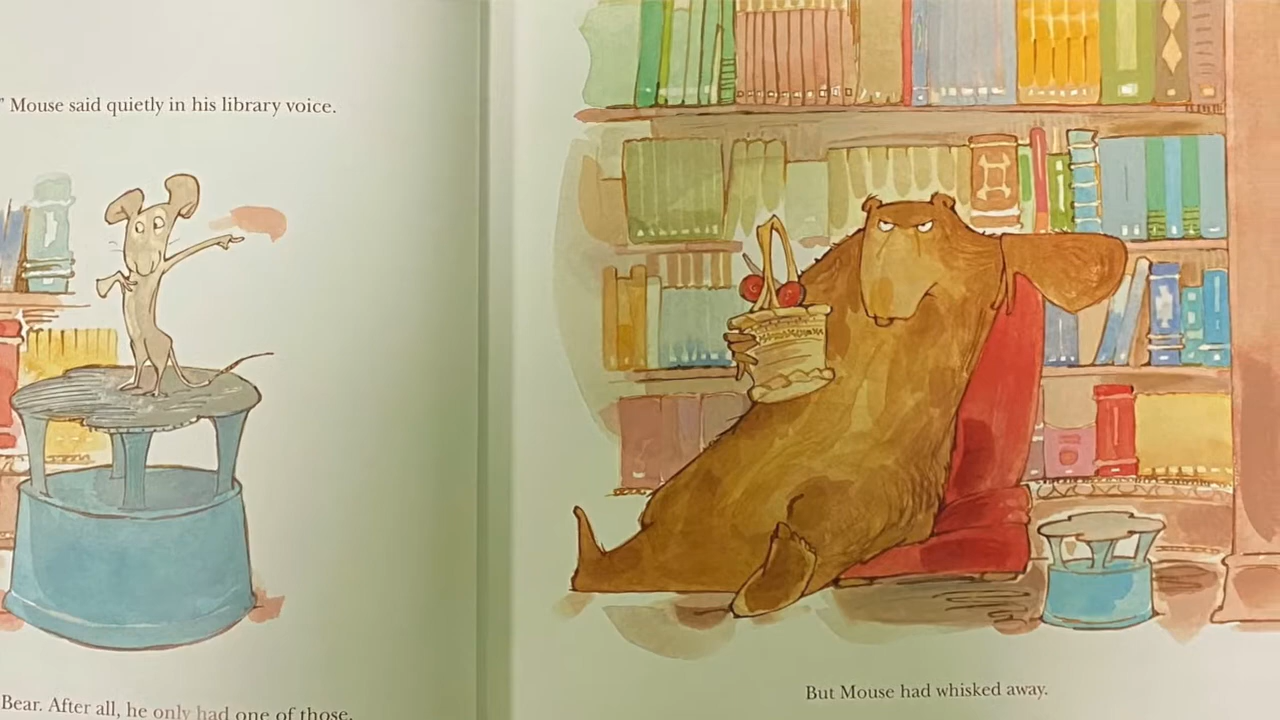 " Mouse said quietly in his library voice.
Bear. After all, he only had one of those.
But Mouse had whisked away.